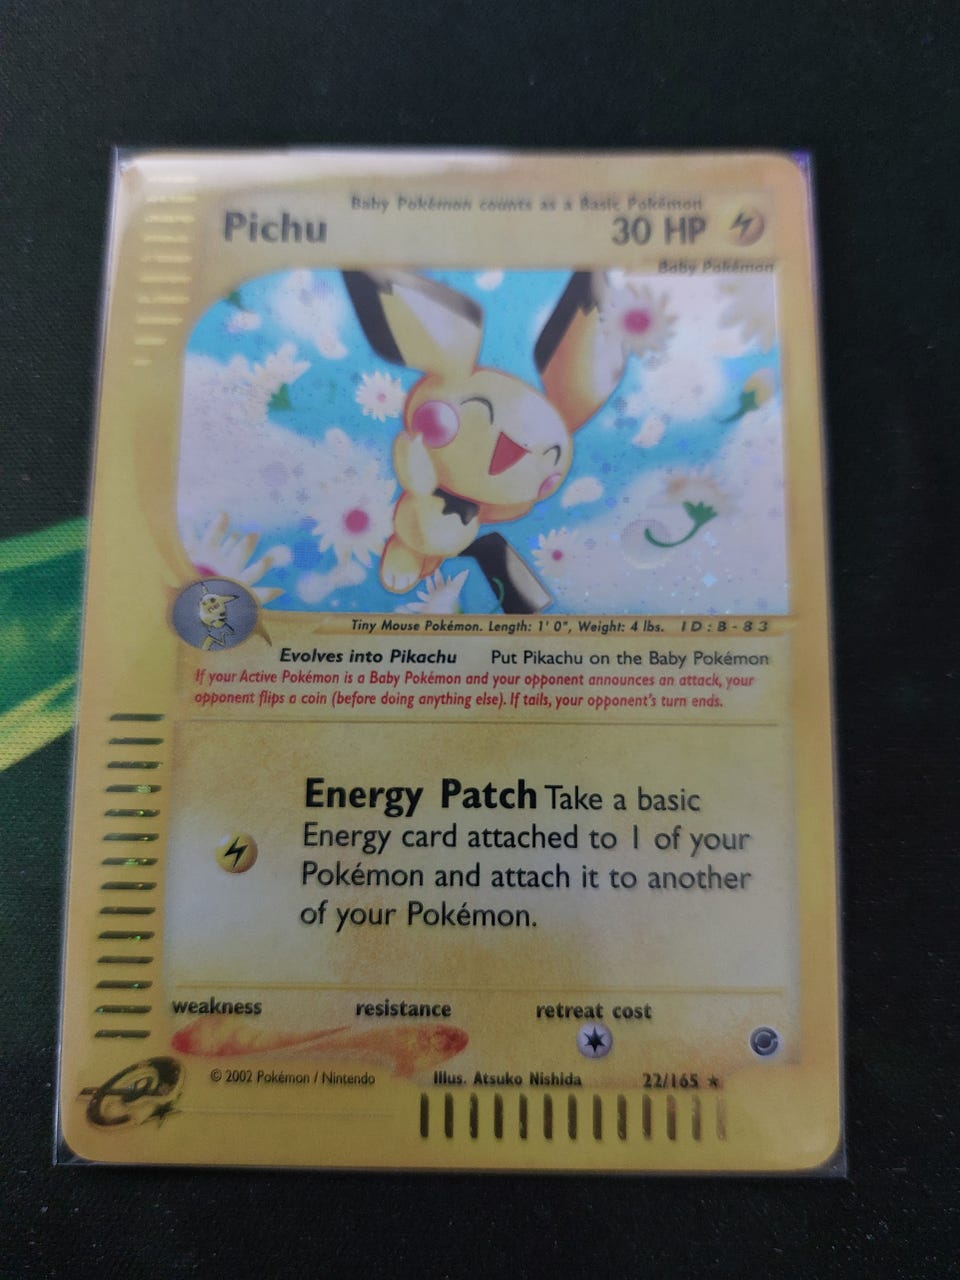 Baby Pokémon counts as a Basic Pokémon
Pichu
30 HP
Baby Pokémon
Tiny Mouse Pokémon. Length: 1' 0", Weight: 4 lbs. ID:B-83
Evolves into Pikachu Put Pikachu on the Baby Pokémon
If your Active Pokémon is a Baby Pokémon and your opponent announces an attack, your
opponent flips a coin (before doing anything else). If tails, your opponent's turn ends.
Energy Patch Take a basic
Energy card attached to 1 of your
Pokémon and attach it to another
of your Pokémon.
weakness resistance retreat cost
© 2002 Pokémon / Nintendo Illus. Atsuko Nishida 22/165 ★